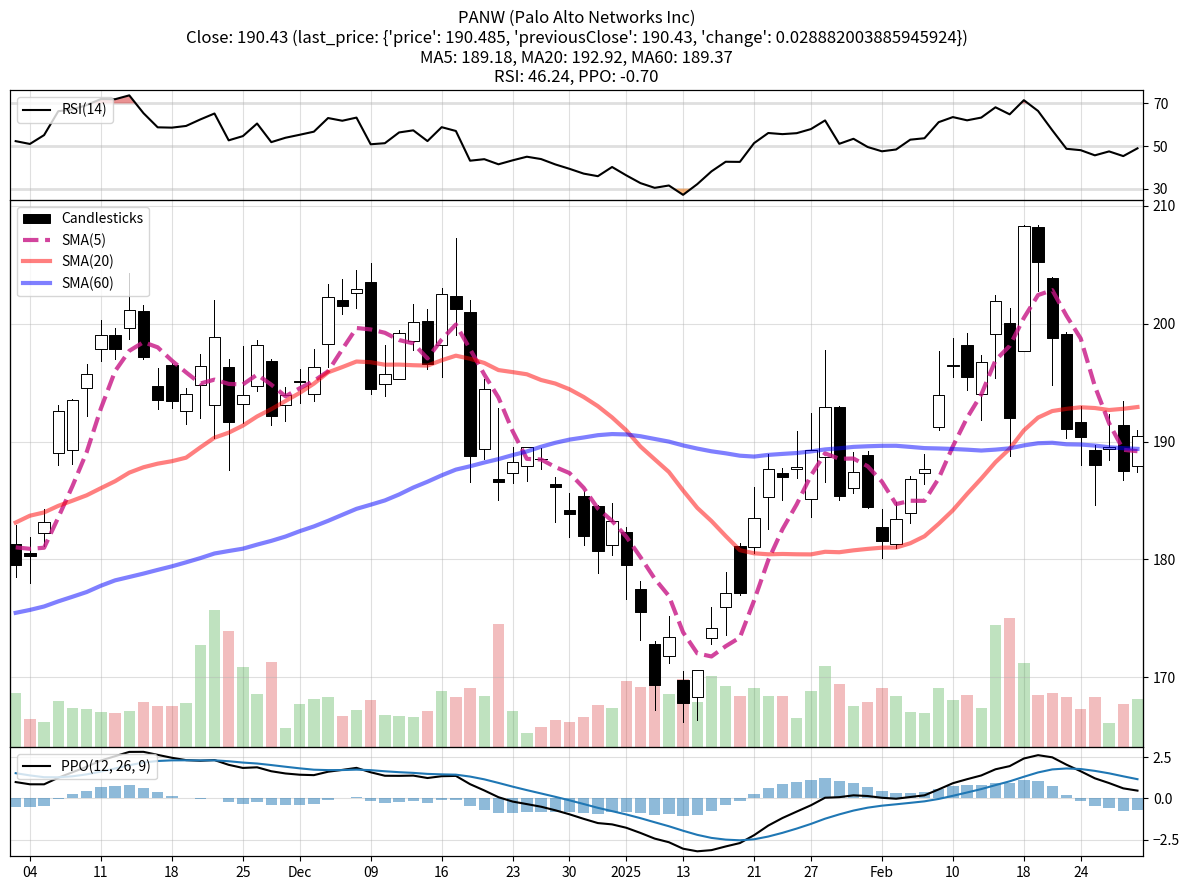 PANW (Palo Alto Networks Inc)
Close: 190.43 (last_price: {'price': 190.485, 'previousClose': 190.43, 'change': 0.028882003885945924})
MA5: 189.18, MA20: 192.92, MA60: 189.37
RSI: 46.24, PPO: -0.70
RSI(14)
70
50
30
Candlesticks
SMA(5)
SMA(20)
SMA(60)
210
200
190
180
170
PPO(12, 26, 9)
2.5
0.0
−2.5
04 11 18 25 Dec 09 16 23 30 2025 13 21 27 Feb 10 18 24